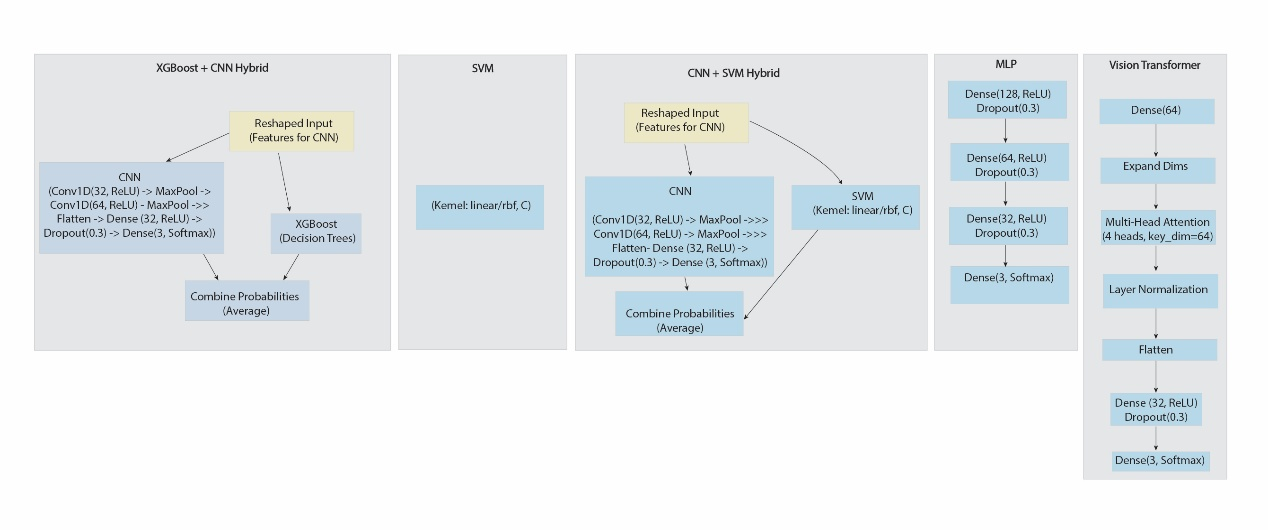 XGBoost + CNN Hybrid
Reshaped Input
(Features for CNN)
CNN
(Conv1D(32, ReLU) -> MaxPool ->
Conv1D(64, ReLU) - MaxPool ->>
Flatten -> Dense (32, ReLU) ->
Dropout(0.3) -> Dense(3, Softmax))
XGBoost
(Decision Trees)
Combine Probabilities
(Average)
SVM
(Kernel: linear/rbf, C)
CNN + SVM Hybrid
Reshaped Input
(Features for CNN)
CNN
(Conv1D(32, ReLU) -> MaxPool ->>>
Conv1D(64, ReLU) -> MaxPool ->>>
Flatten- Dense (32, ReLU) ->
Dropout(0.3) -> Dense (3, Softmax))
SVM
(Kernel: linear/rbf, C)
Combine Probabilities
(Average)
MLP
Dense(128, ReLU)
Dropout(0.3)
Dense(64, ReLU)
Dropout(0.3)
Dense(32, ReLU)
Dropout(0.3)
Dense(3, Softmax)
Vision Transformer
Dense(64)
Expand Dims
Multi-Head Attention
(4 heads, key_dim=64)
Layer Normalization
Flatten
Dense (32, ReLU)
Dropout(0.3)
Dense(3, Softmax)